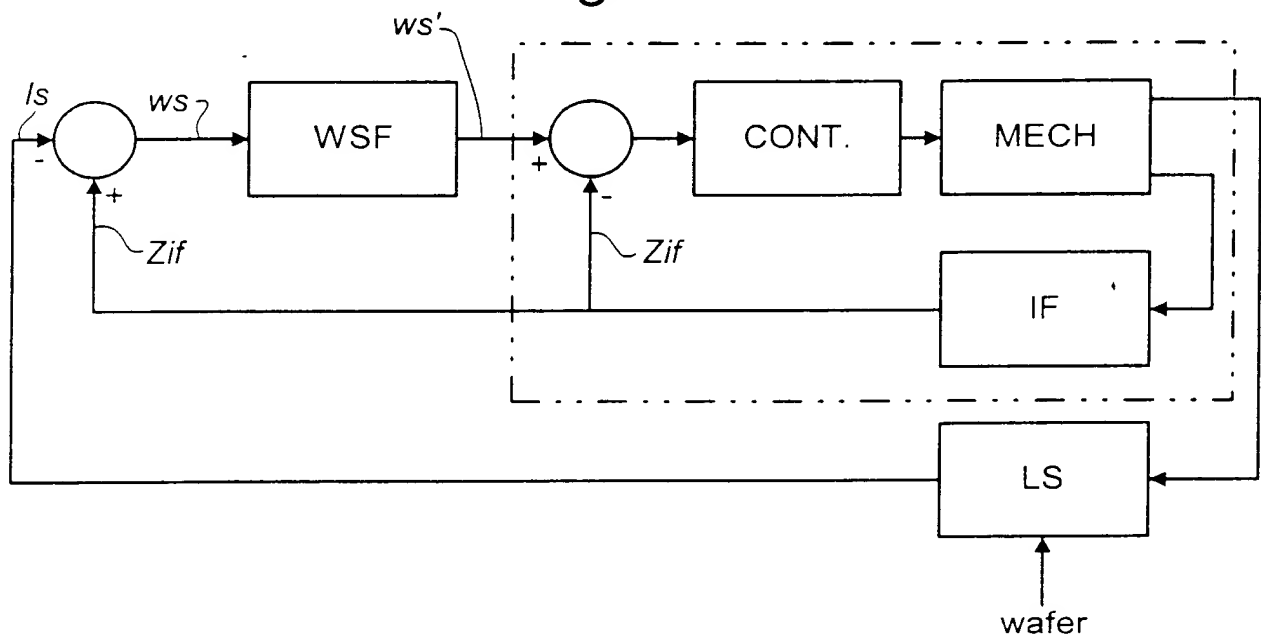 ws'
ls
ws
WSF
CONT.
MECH
-
+
+
-
Zif
Zif
IF
LS
wafer